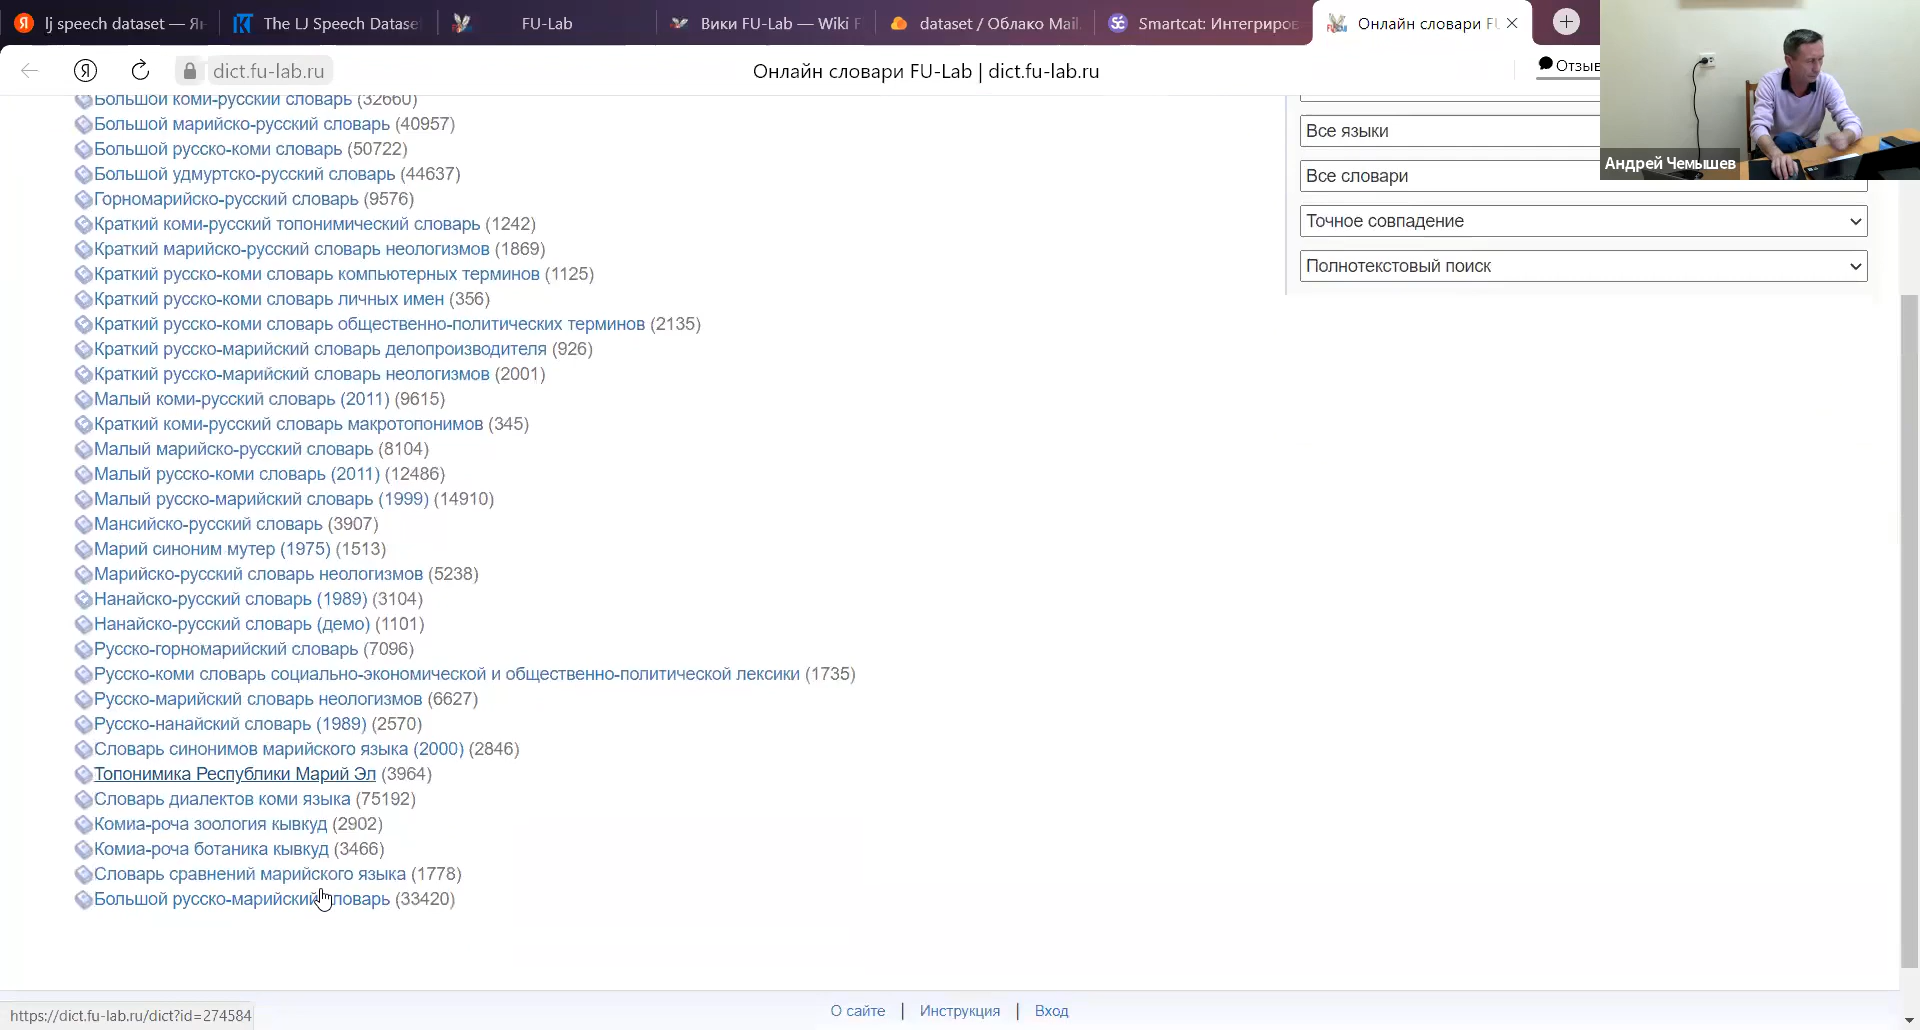 lj speech dataset — Я
The LJ Speech Datase
FU-Lab
Вики FU-Lab — Wiki F
dataset / Облако Mail.
Smartcat: Интегриров
Онлайн словари FU
dict.fu-lab.ru
Онлайн словари FU-Lab | dict.fu-lab.ru
Отзыв
Большой коми-русский словарь (32660)
Большой марийско-русский словарь (40957)
Большой русско-коми словарь (50722)
Большой удмуртско-русский словарь (44637)
Горномарийско-русский словарь (9576)
Краткий коми-русский топонимический словарь (1242)
Краткий марийско-русский словарь неологизмов (1869)
Краткий русско-коми словарь компьютерных терминов (1125)
Краткий русско-коми словарь личных имен (356)
Краткий русско-коми словарь общественно-политических терминов (2135)
Краткий русско-марийский словарь делопроизводителя (926)
Краткий русско-марийский словарь неологизмов (2001)
Малый коми-русский словарь (2011) (9615)
Краткий коми-русский словарь макротопонимов (345)
Малый марийско-русский словарь (8104)
Малый русско-коми словарь (2011) (12486)
Малый русско-марийский словарь (1999) (14910)
Мансийско-русский словарь (3907)
Марий синоним мутер (1975) (1513)
Марийско-русский словарь неологизмов (5238)
Нанайско-русский словарь (1989) (3104)
Нанайско-русский словарь (демо) (1101)
Русско-горномарийский словарь (7096)
Русско-коми словарь социально-экономической и общественно-политической лексики (1735)
Русско-марийский словарь неологизмов (6627)
Русско-нанайский словарь (1989) (2570)
Словарь синонимов марийского языка (2000) (2846)
Топонимика Республики Марий Эл (3964)
Словарь диалектов коми языка (75192)
Комиа-роча зоология кывкуд (2902)
Комиа-роча ботаника кывкуд (3466)
Словарь сравнений марийского языка (1778)
Большой русско-марийский словарь (33420)
Все языки
Все словари
Точное совпадение
Полнотекстовый поиск
Андрей Чемышев
О сайте | Инструкция | Вход
https://dict.fu-lab.ru/dict?id=274584